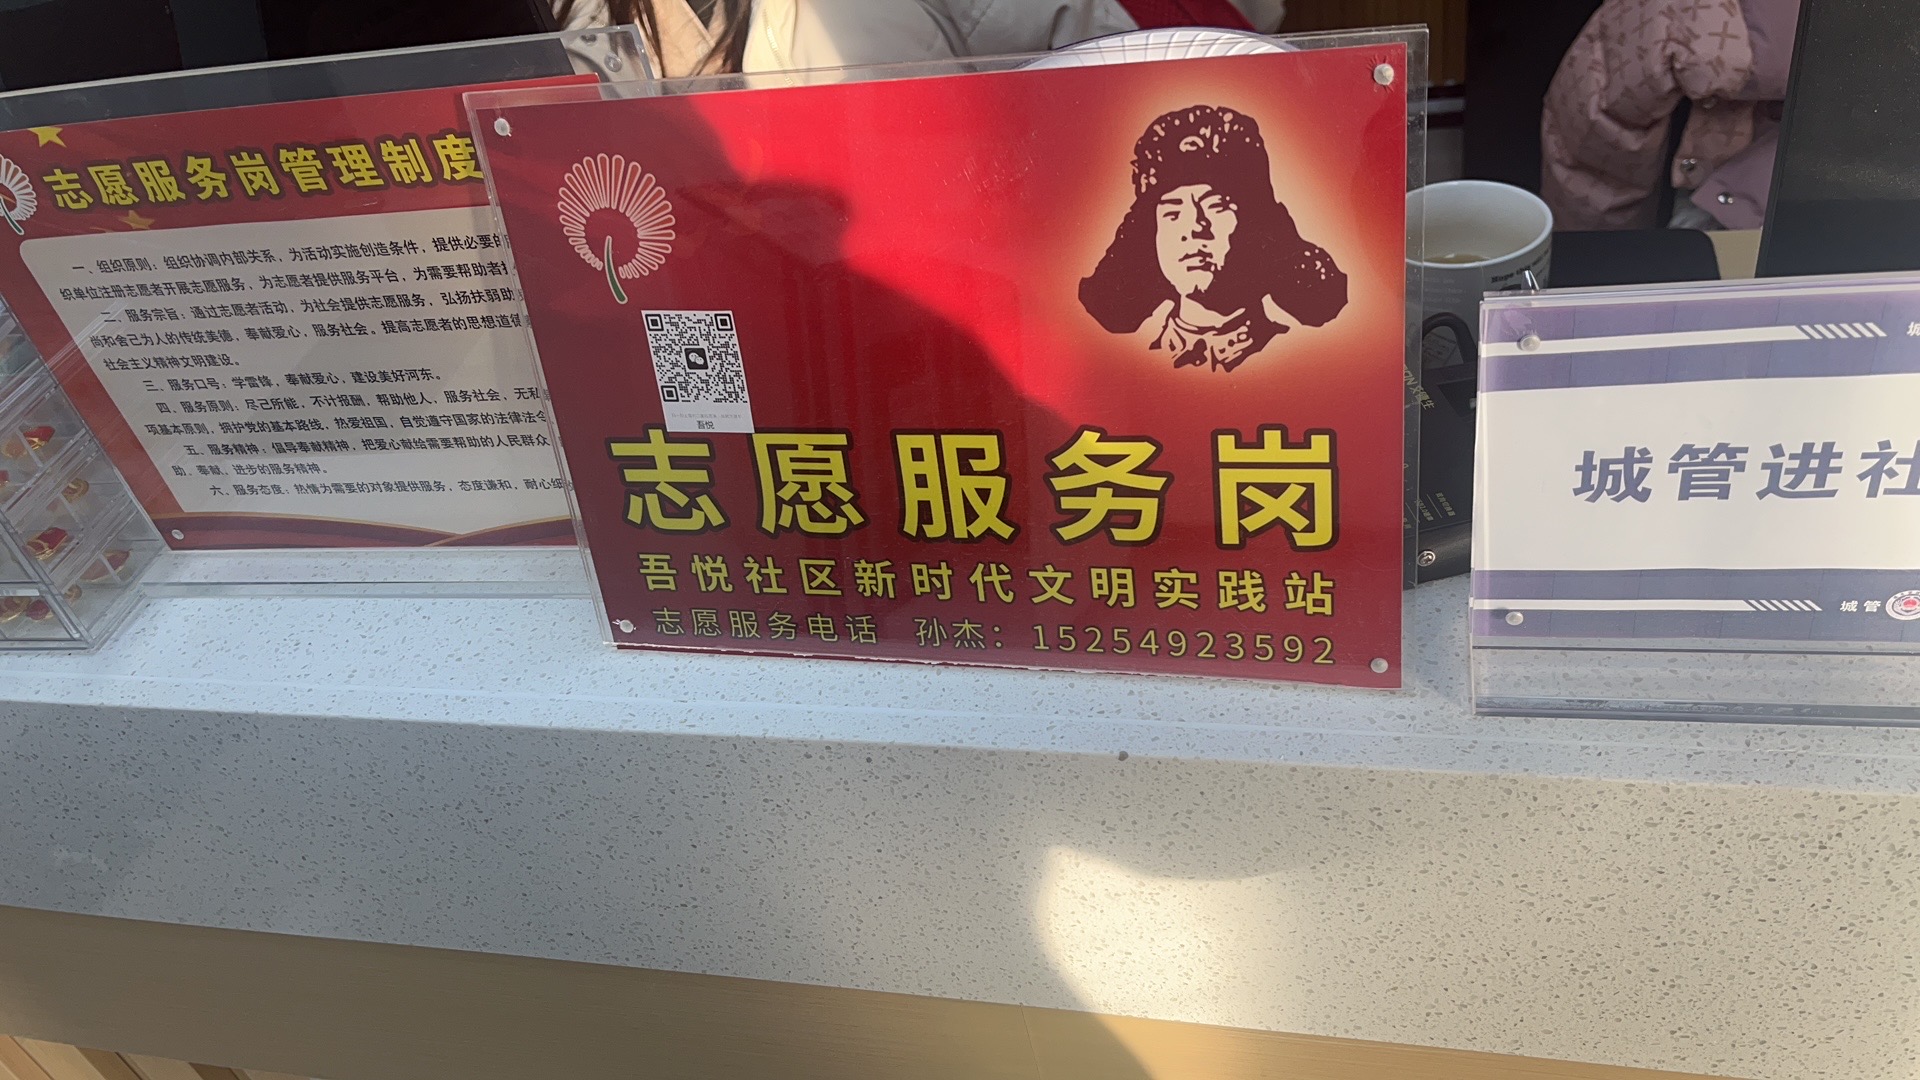 志愿服务岗管理制度
一、组织原则：组织协调内部关系，为活动实施创造条件，提供必要的
织单位注册志愿者开展志愿服务，为志愿者提供服务平台，为需要帮助者
二、服务宗旨：通过志愿者活动，为社会提供志愿服务，弘扬扶弱助
尚和舍己为人的传统美德，奉献爱心，服务社会。提高志愿者的思想道德
社会主义精神文明建设。
三、服务口号：学雷锋，奉献爱心，建设美好河东。
四、服务原则：尽己所能，不计报酬，帮助他人，服务社会，无私
项基本原则，拥护党的基本路线，热爱祖国，自觉遵守国家的法律法令
五、服务精神：倡导奉献精神，把爱心献给需要帮助的人民群众
助、奉献、进步的服务精神。
六、服务态度：热情为需要的对象提供服务，态度谦和，耐心细
吾悦
志愿服务岗
吾悦社区新时代文明实践站
志愿服务电话 孙杰：15254923592
城管进社
城管